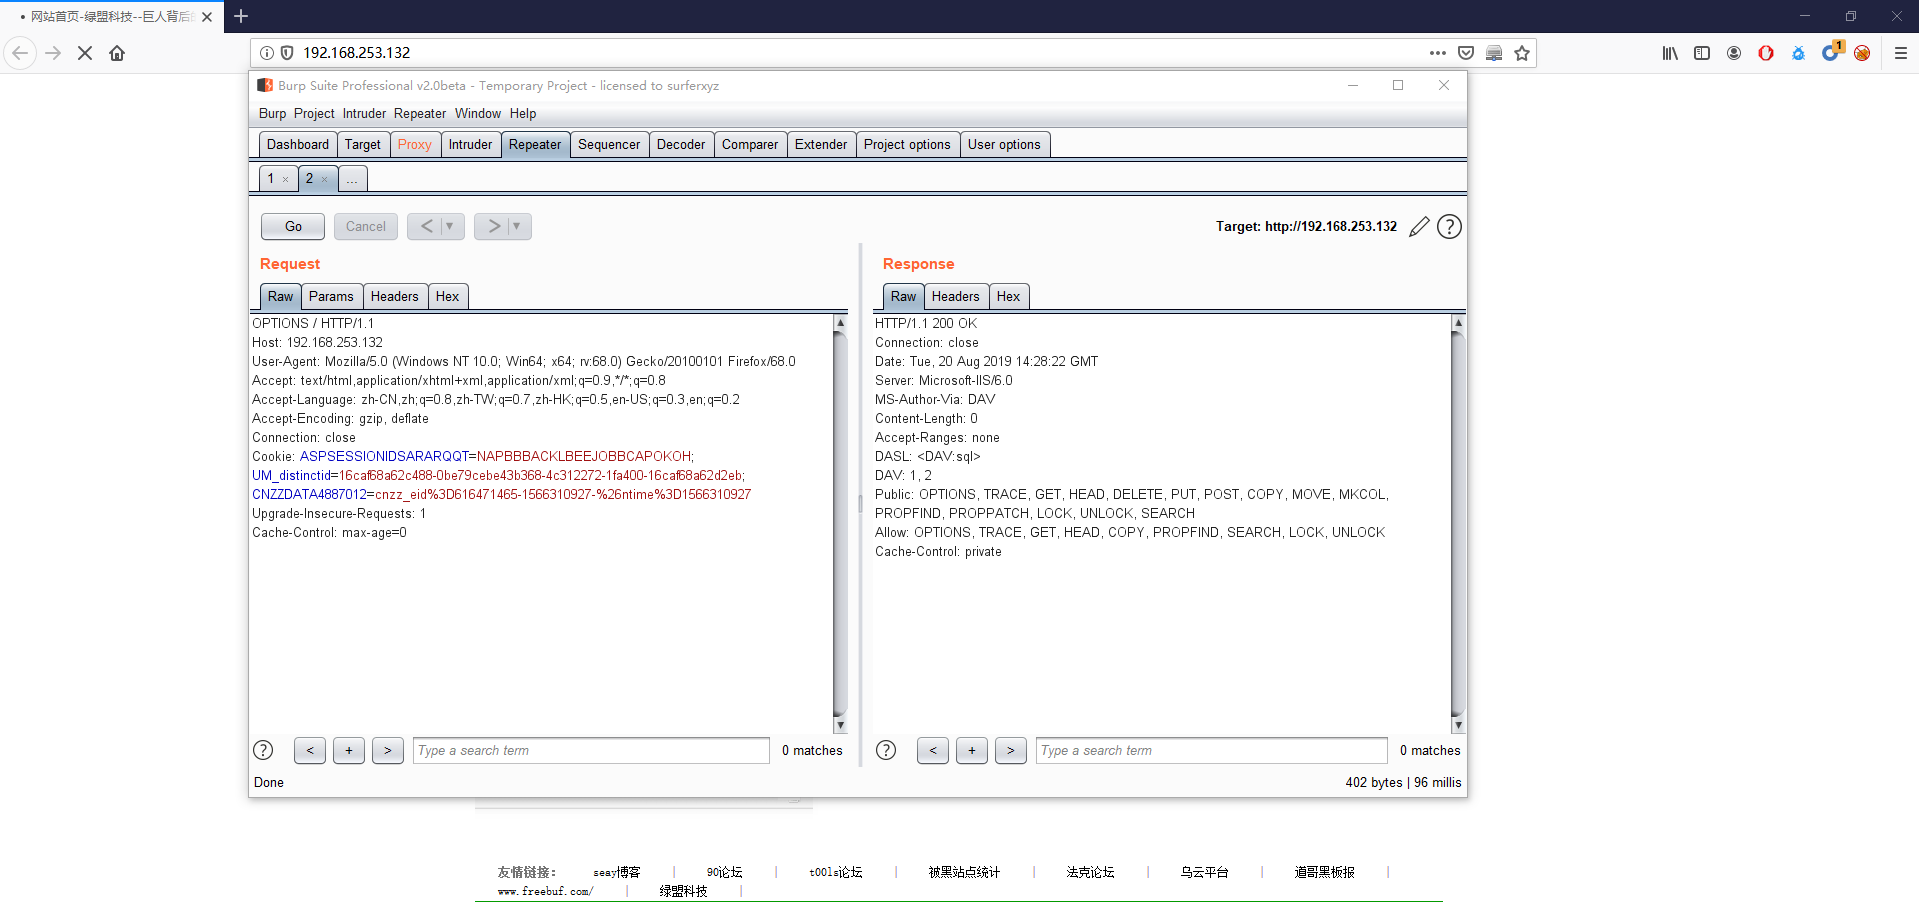 • 网站首页-绿盟科技--巨人背后
192.168.253.132
1
Burp Suite Professional v2.0beta - Temporary Project - licensed to surferxyz
Burp Project Intruder Repeater Window Help
Dashboard Target Proxy Intruder Repeater Sequencer Decoder Comparer Extender Project options User options
1 × 2 × ...
Go Cancel < > Target: http://192.168.253.132 ?
Request
Raw Params Headers Hex
OPTIONS / HTTP/1.1
Host: 192.168.253.132
User-Agent: Mozilla/5.0 (Windows NT 10.0; Win64; x64; rv:68.0) Gecko/20100101 Firefox/68.0
Accept: text/html,application/xhtml+xml,application/xml;q=0.9,*/*;q=0.8
Accept-Language: zh-CN,zh;q=0.8,zh-TW;q=0.7,zh-HK;q=0.5,en-US;q=0.3,en;q=0.2
Accept-Encoding: gzip, deflate
Connection: close
Cookie: ASPSESSIONIDSARARQQT=NAPBBBACKLBEEJOBBCAPOKOH;
UM_distinctid=16caf68a62c488-0be79cebe43b368-4c312272-1fa400-16caf68a62d2eb;
CNZZDATA4887012=cnzz_eid%3D616471465-1566310927-%26ntime%3D1566310927
Upgrade-Insecure-Requests: 1
Cache-Control: max-age=0
? < + > Type a search term 0 matches
Response
Raw Headers Hex
HTTP/1.1 200 OK
Connection: close
Date: Tue, 20 Aug 2019 14:28:22 GMT
Server: Microsoft-IIS/6.0
MS-Author-Via: DAV
Content-Length: 0
Accept-Ranges: none
DASL: <DAV:sql>
DAV: 1, 2
Public: OPTIONS, TRACE, GET, HEAD, DELETE, PUT, POST, COPY, MOVE, MKCOL,
PROPFIND, PROPPATCH, LOCK, UNLOCK, SEARCH
Allow: OPTIONS, TRACE, GET, HEAD, COPY, PROPFIND, SEARCH, LOCK, UNLOCK
Cache-Control: private
? < + > Type a search term 0 matches
Done 402 bytes | 96 millis
友情链接： seay博客 | 90论坛 | t00ls论坛 | 被黑站点统计 | 法克论坛 | 乌云平台 | 道哥黑板报 |
www.freebuf.com/ | 绿盟科技 |